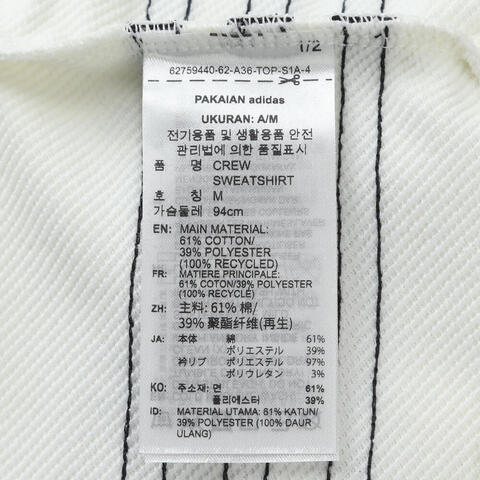 1/2
62759440-62-A36-TOP-S1A-4
PAKAIAN adidas
UKURAN: A/M
전기용품 및 생활용품 안전
관리법에 의한 품질표시
품 명 CREW
SWEATSHIRT
호 칭 M
가슴둘레 94cm
EN: MAIN MATERIAL:
61% COTTON/
39% POLYESTER
(100% RECYCLED)
FR: MATIERE PRINCIPALE:
61% COTON/39% POLYESTER
(100% RECYCLÉ)
ZH: 主料: 61% 棉/
39% 聚酯纤维(再生)
JA: 本体 綿 61%
ポリエステル 39%
衿リブ ポリエステル 97%
ポリウレタン 3%
KO: 주소재: 면 61%
폴리에스터 39%
ID: MATERIAL UTAMA: 61% KATUN/
39% POLYESTER (100% DAUR
ULANG)